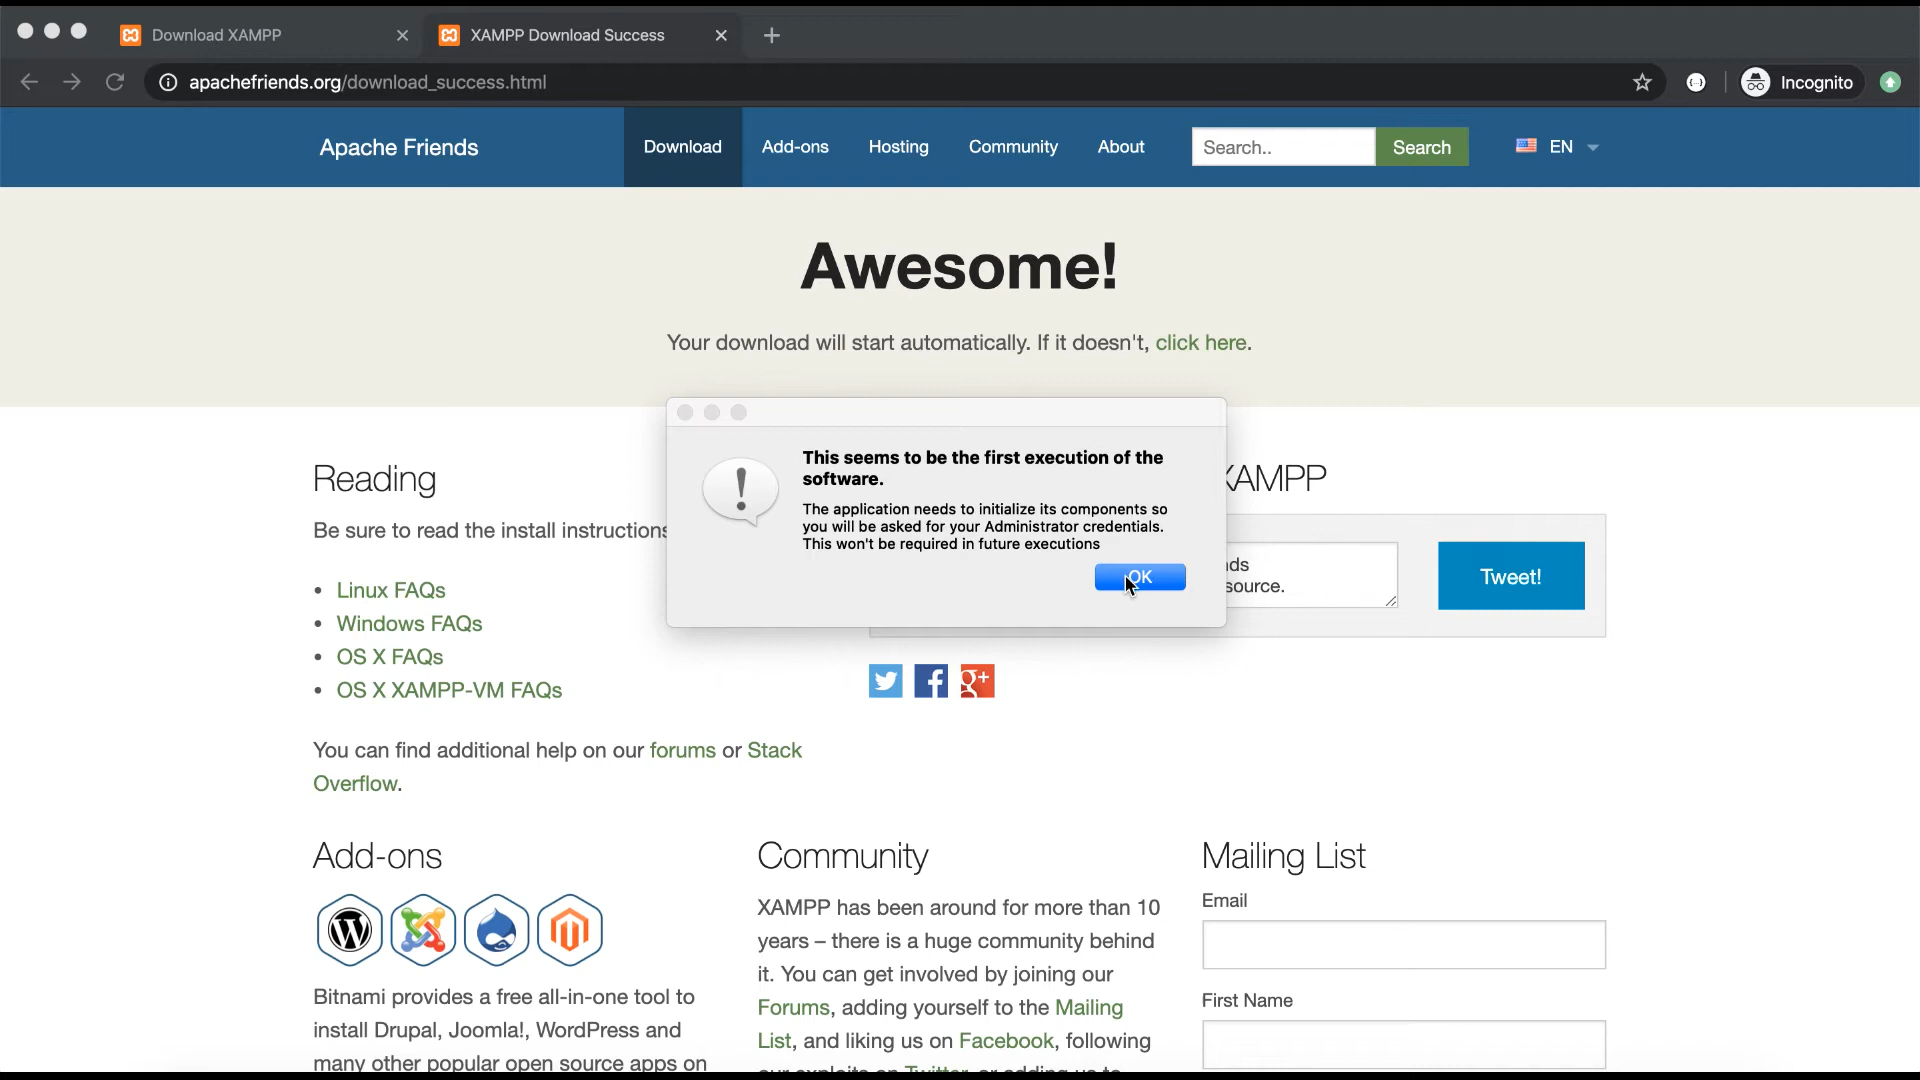 Download XAMPP
XAMPP Download Success
apachefriends.org/download_success.html
Incognito
Apache Friends
Download
Add-ons
Hosting
Community
About
Search..
Search
EN
Awesome!
Your download will start automatically. If it doesn't, click here.
This seems to be the first execution of the
software.
The application needs to initialize its components so
you will be asked for your Administrator credentials.
This won't be required in future executions
OK
Reading
Be sure to read the install instructions
• Linux FAQs
• Windows FAQs
• OS X FAQs
• OS X XAMPP-VM FAQs
You can find additional help on our forums or Stack
Overflow.
XAMPP
source.
Tweet!
Add-ons
Bitnami provides a free all-in-one tool to
install Drupal, Joomla!, WordPress and
many other popular open source apps on
Community
XAMPP has been around for more than 10
years – there is a huge community behind
it. You can get involved by joining our
Forums, adding yourself to the Mailing
List, and liking us on Facebook, following
our exploits on Twitter, or adding us to
Mailing List
Email
First Name